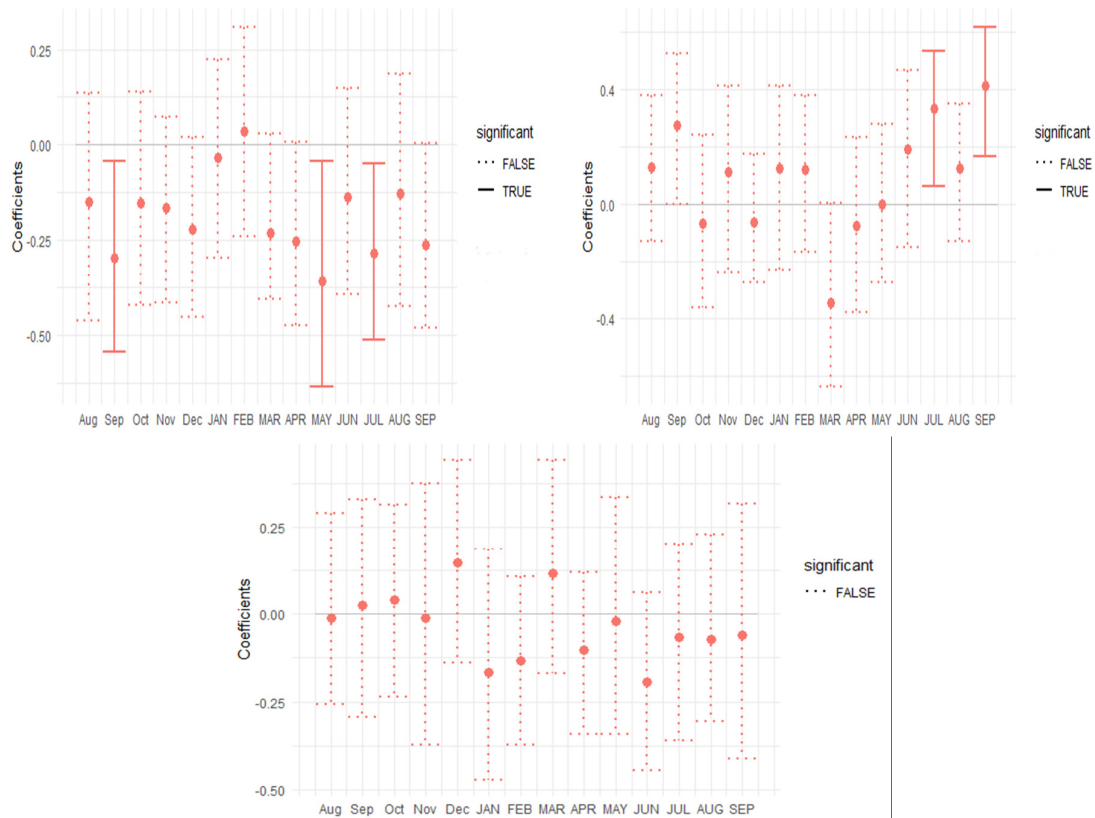 0.25
0.00
-0.25
-0.50
Coefficients
Aug Sep Oct Nov Dec JAN FEB MAR APR MAY JUN JUL AUG SEP
significant
FALSE
TRUE
0.4
0.0
-0.4
Coefficients
Aug Sep Oct Nov Dec JAN FEB MAR APR MAY JUN JUL AUG SEP
significant
FALSE
TRUE
0.25
0.00
-0.25
-0.50
Coefficients
Aug Sep Oct Nov Dec JAN FEB MAR APR MAY JUN JUL AUG SEP
significant
FALSE